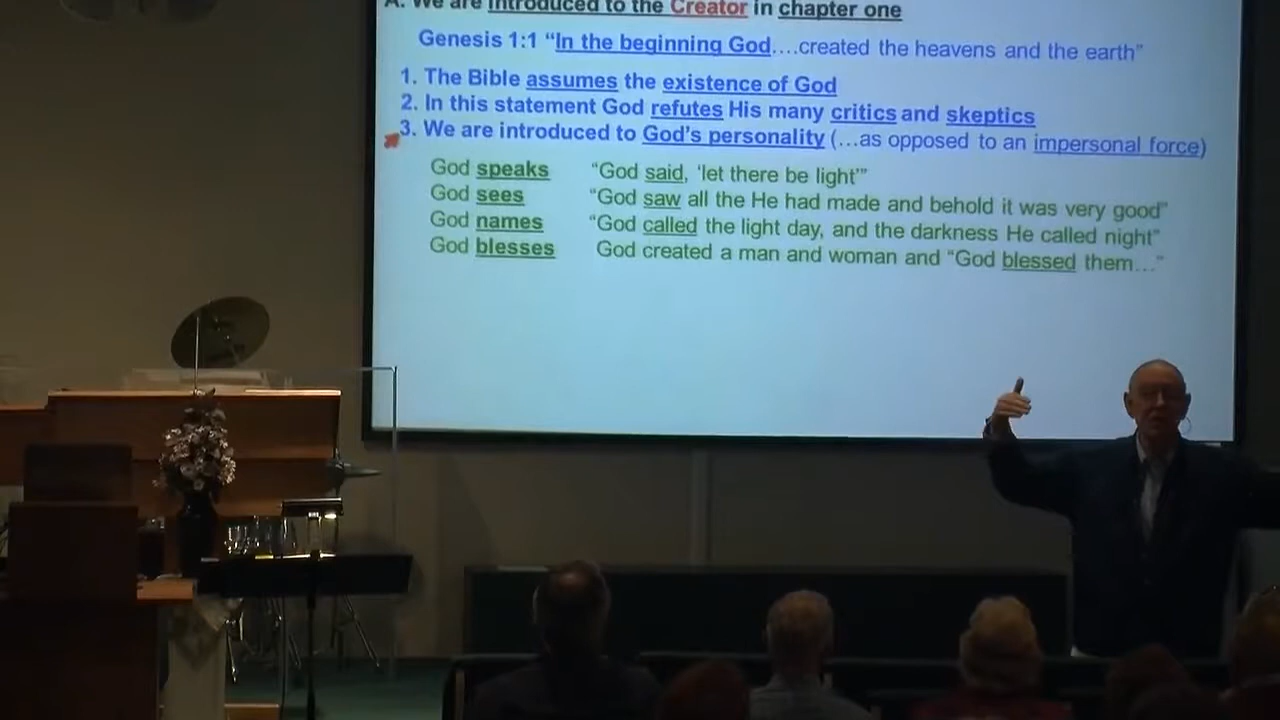 A. We are introduced to the Creator in chapter one
Genesis 1:1 “In the beginning God….created the heavens and the earth”
1. The Bible assumes the existence of God
2. In this statement God refutes His many critics and skeptics
3. We are introduced to God’s personality (…as opposed to an impersonal force)
God speaks “God said, ‘let there be light’”
God sees “God saw all the He had made and behold it was very good”
God names “God called the light day, and the darkness He called night”
God blesses God created a man and woman and “God blessed them…”